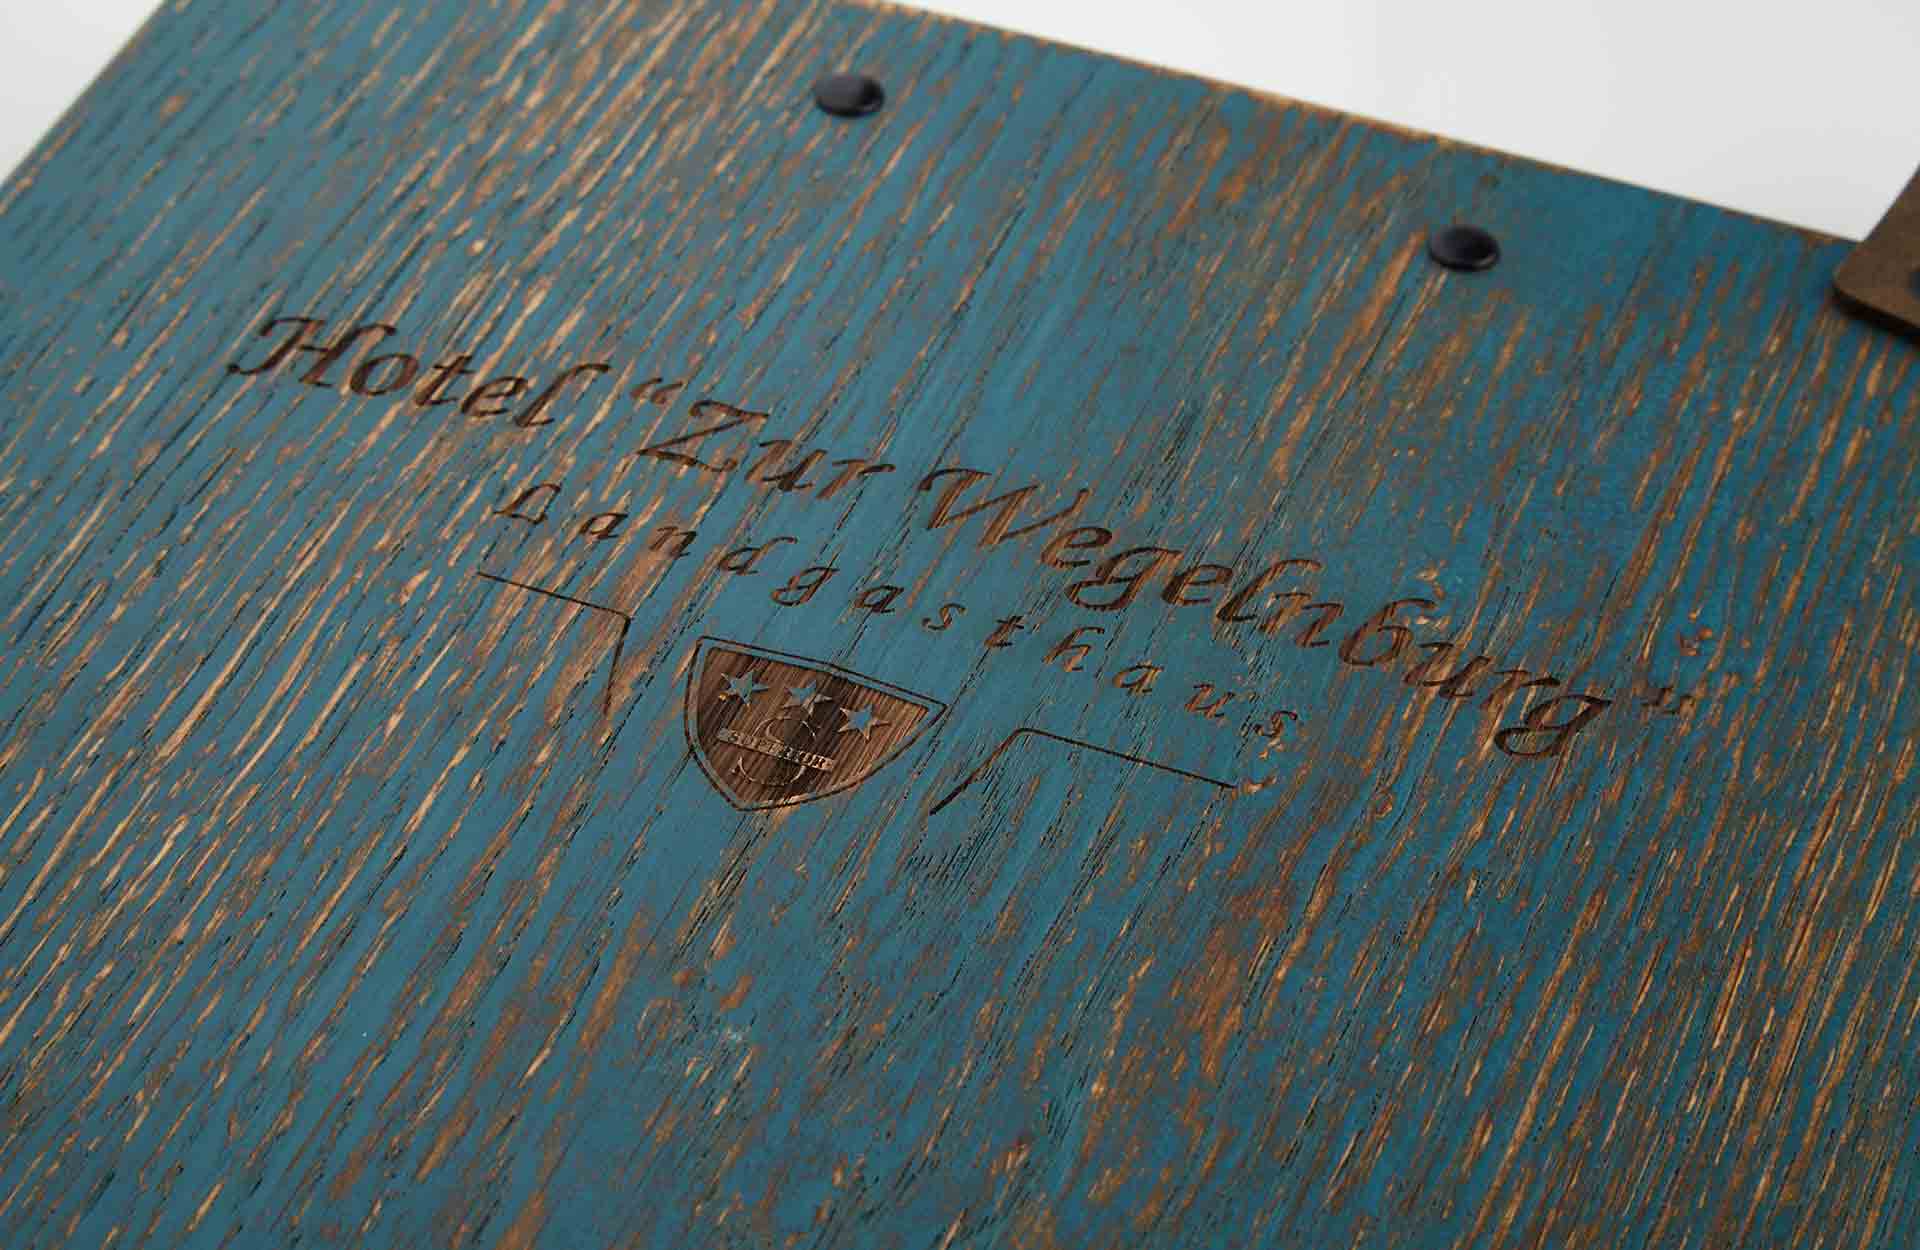 Hotel “Zur Wegelnburg”
Landgasthaus
S
SUPERIOR